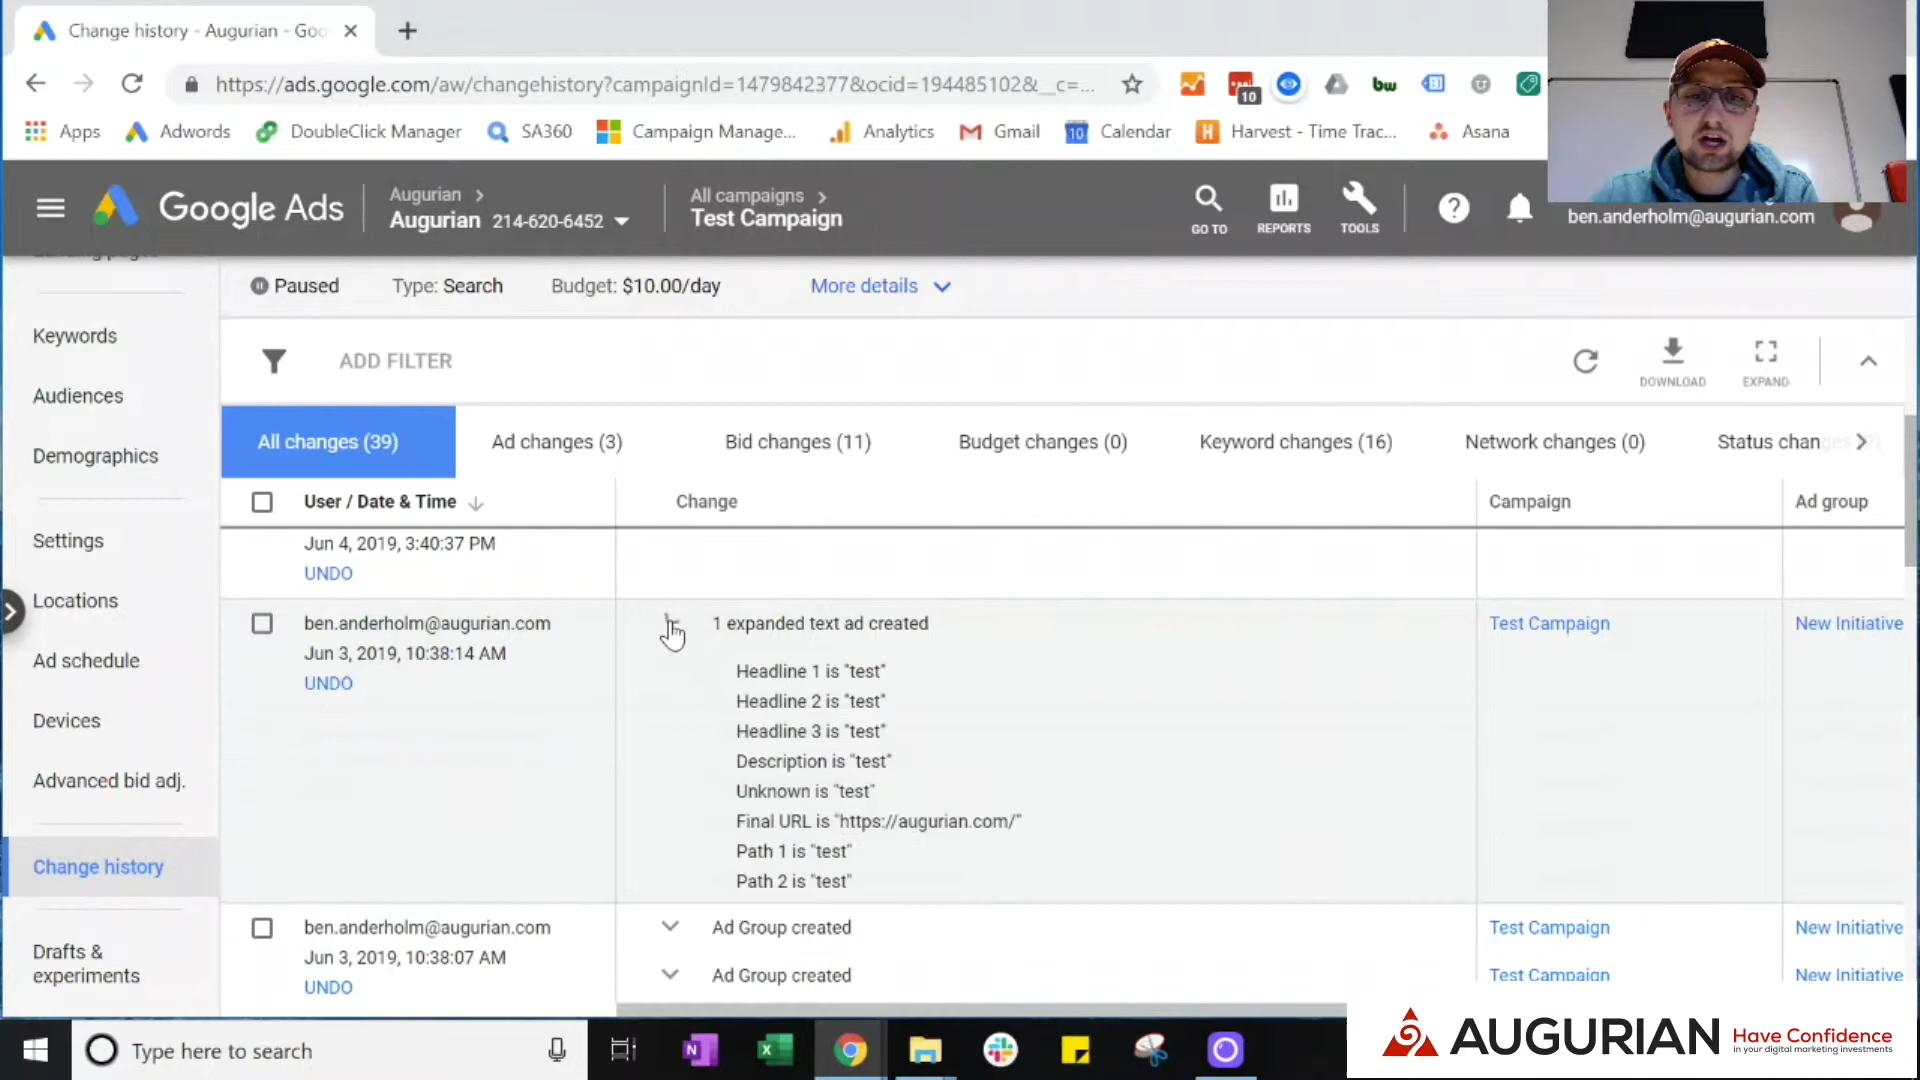 Change history - Augurian - Goo
https://ads.google.com/aw/changehistory?campaignId=1479842377&ocid=194485102&__c=...
10
bw
Apps
Adwords
DoubleClick Manager
SA360
Campaign Manage...
Analytics
Gmail
10
Calendar
H
Harvest - Time Trac...
Asana
Google Ads
Augurian >
Augurian 214-620-6452
All campaigns >
Test Campaign
GO TO
REPORTS
TOOLS
ben.anderholm@augurian.com
Paused
Type: Search
Budget: $10.00/day
More details
Keywords
Audiences
Demographics
Settings
Locations
Ad schedule
Devices
Advanced bid adj.
Change history
Drafts &
experiments
ADD FILTER
DOWNLOAD
EXPAND
All changes (39)
Ad changes (3)
Bid changes (11)
Budget changes (0)
Keyword changes (16)
Network changes (0)
Status chan
User / Date & Time
Change
Campaign
Ad group
Jun 4, 2019, 3:40:37 PM
UNDO
ben.anderholm@augurian.com
Jun 3, 2019, 10:38:14 AM
UNDO
1 expanded text ad created
Headline 1 is "test"
Headline 2 is "test"
Headline 3 is "test"
Description is "test"
Unknown is "test"
Final URL is "https://augurian.com/"
Path 1 is "test"
Path 2 is "test"
Test Campaign
New Initiative
ben.anderholm@augurian.com
Jun 3, 2019, 10:38:07 AM
UNDO
Ad Group created
Test Campaign
New Initiative
Ad Group created
Test Campaign
New Initiative
Type here to search
AUGURIAN
Have Confidence
in your digital marketing investments